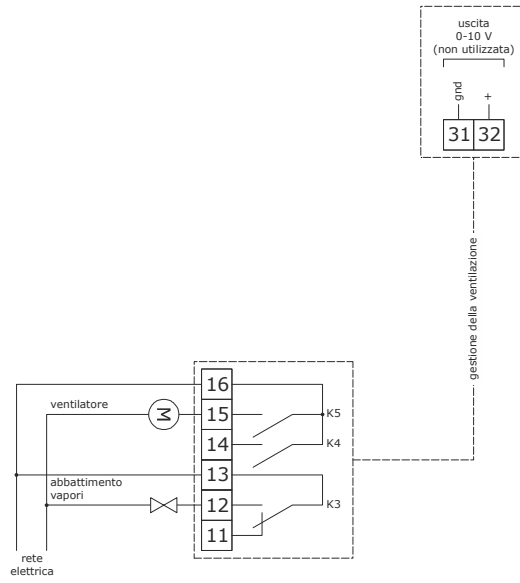 uscita
0-10 V
(non utilizzata)
gnd
+
31 32
gestione della ventilazione
16
ventilatore
M
15
K5
14
K4
13
abbattimento
vapori
12
K3
11
rete
elettrica